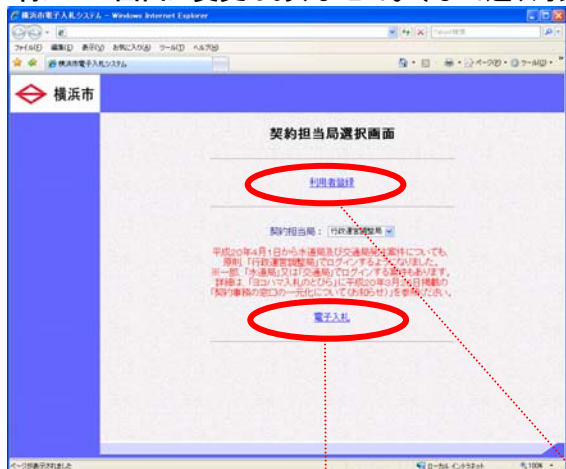 横浜市電子入札システム - Windows Internet Explorer
ファイル(F) 編集(E) 表示(V) お気に入り(A) ツール(T) ヘルプ(H)
横浜市電子入札システム
ページ(P) ツール(O)
横浜市
契約担当局選択画面
利用者登録
契約担当局： 行政運営調整局
平成20年4月1日から水道局及び交通局発注案件についても、
原則、「行政運営調整局」でログインするようになりました。
※一部、「水道局」又は「交通局」でログインする案件もあります。
詳細は、「ヨコハマ入札のとびら」に平成20年3月
日掲載の
「契約事務の窓口の一元化について(お知らせ)」を参照ください。
電子入札
ページが表示されました
ローカル イントラネット
100%